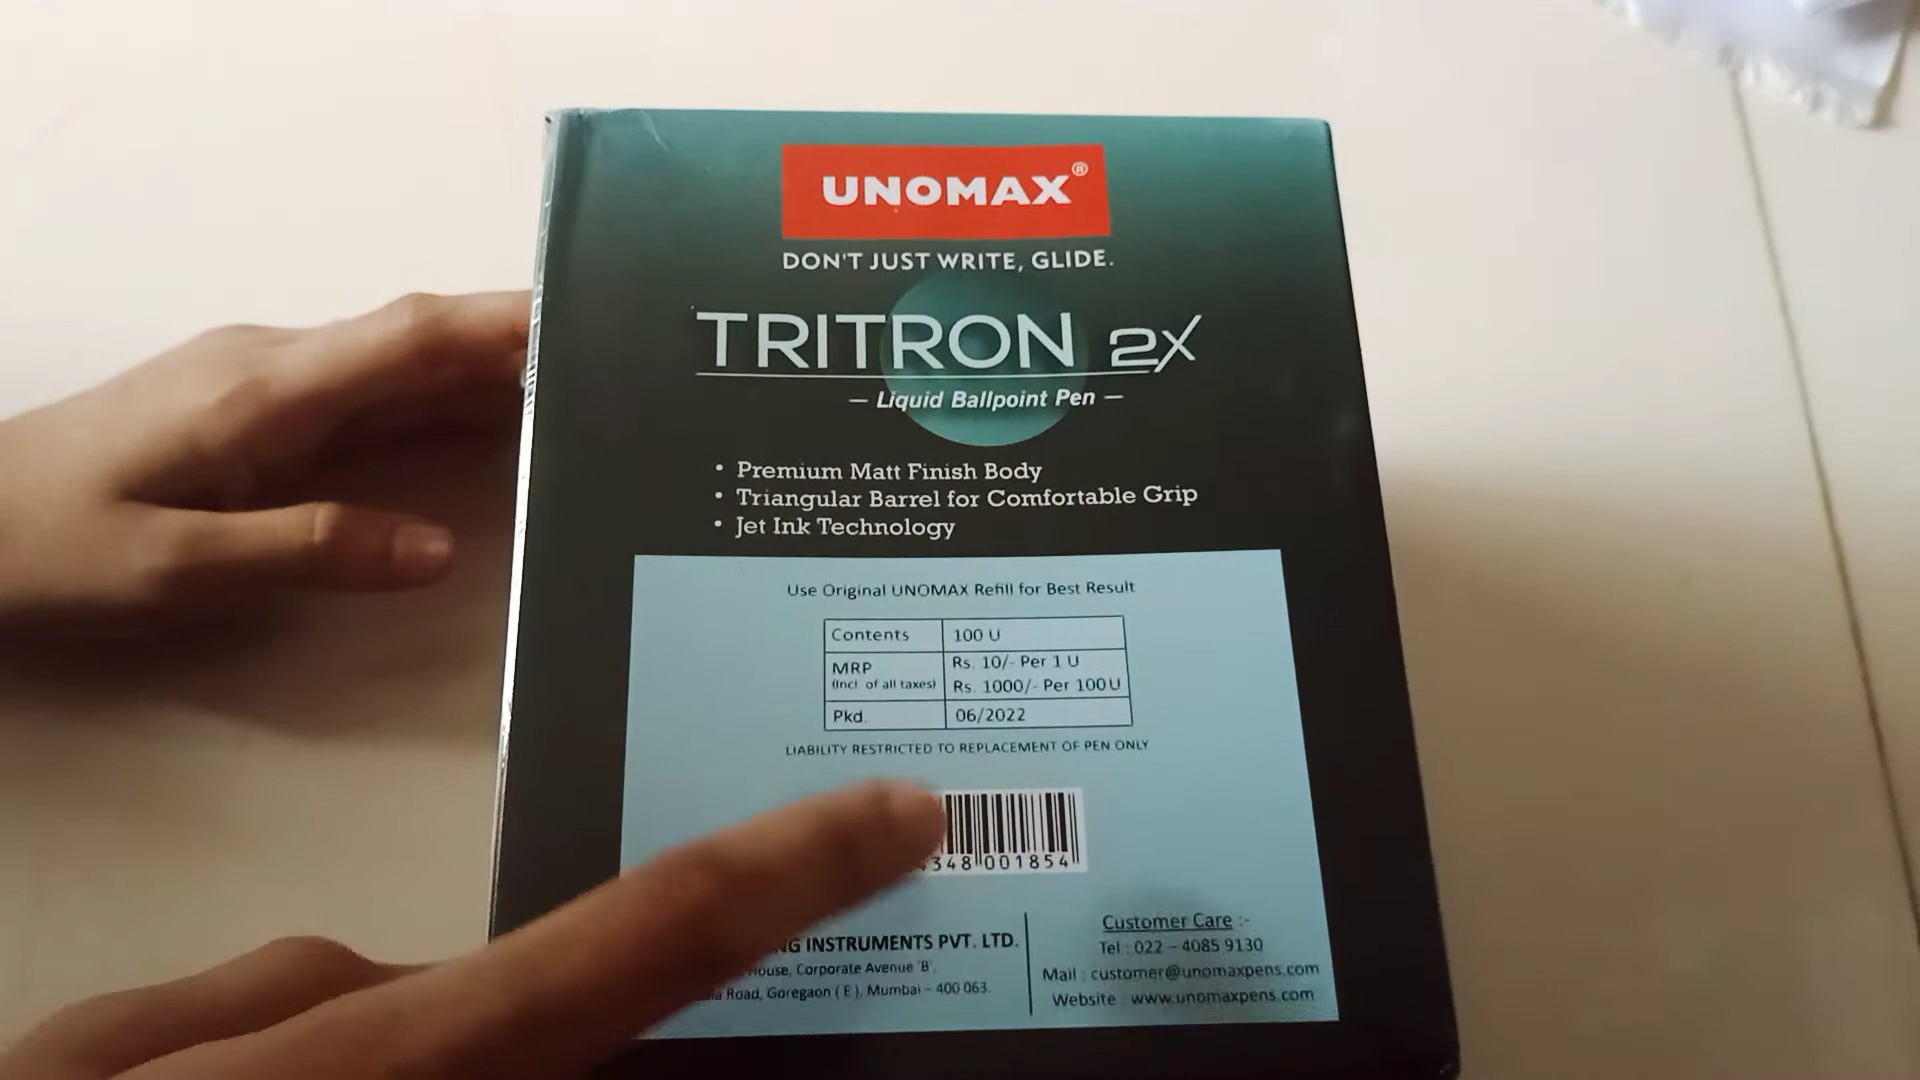 UNOMAX®
DON'T JUST WRITE, GLIDE.
TRITRON 2X
— Liquid Ballpoint Pen —
• Premium Matt Finish Body
• Triangular Barrel for Comfortable Grip
• Jet Ink Technology
Use Original UNOMAX Refill for Best Result
Contents 100 U
MRP (Incl. of all taxes) Rs. 10/- Per 1 U
Rs. 1000/- Per 100 U
Pkd. 06/2022
LIABILITY RESTRICTED TO REPLACEMENT OF PEN ONLY
348 001854
INSTRUMENTS PVT. LTD.
Corporate Avenue 'B',
Road, Goregaon ( E ), Mumbai – 400 063.
Customer Care :-
Tel : 022 – 4085 9130
Mail : customer@unomaxpens.com
Website : www.unomaxpens.com